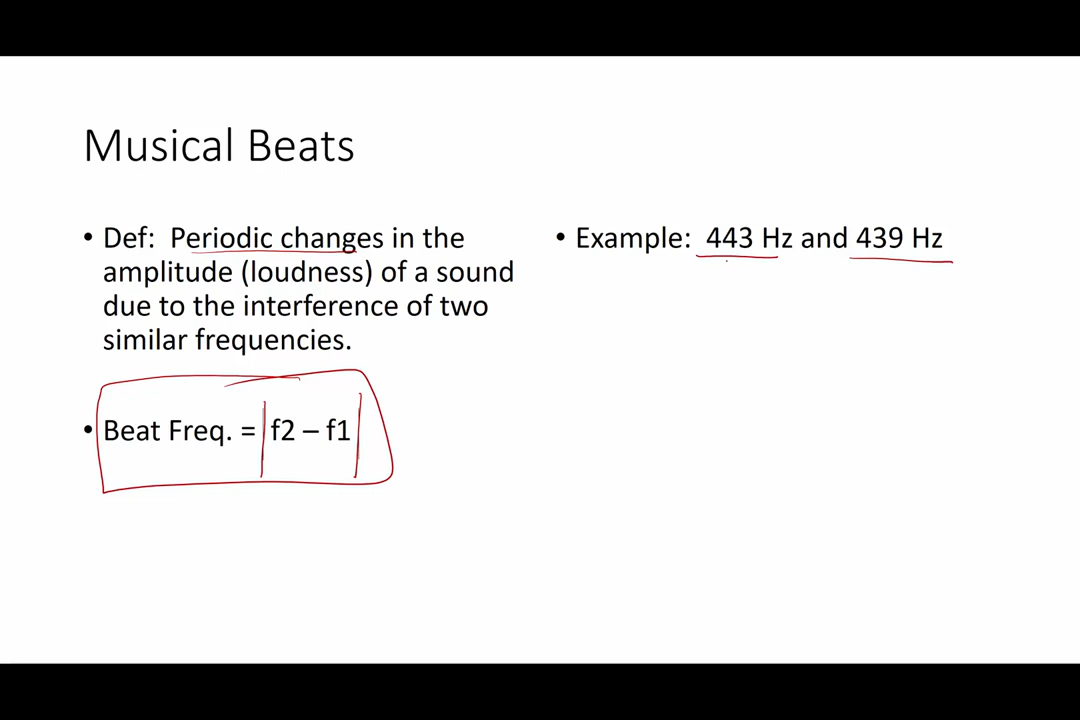 Musical Beats
• Def: Periodic changes in the
amplitude (loudness) of a sound
due to the interference of two
similar frequencies.
• Beat Freq. = |f2 – f1|
• Example: 443 Hz and 439 Hz